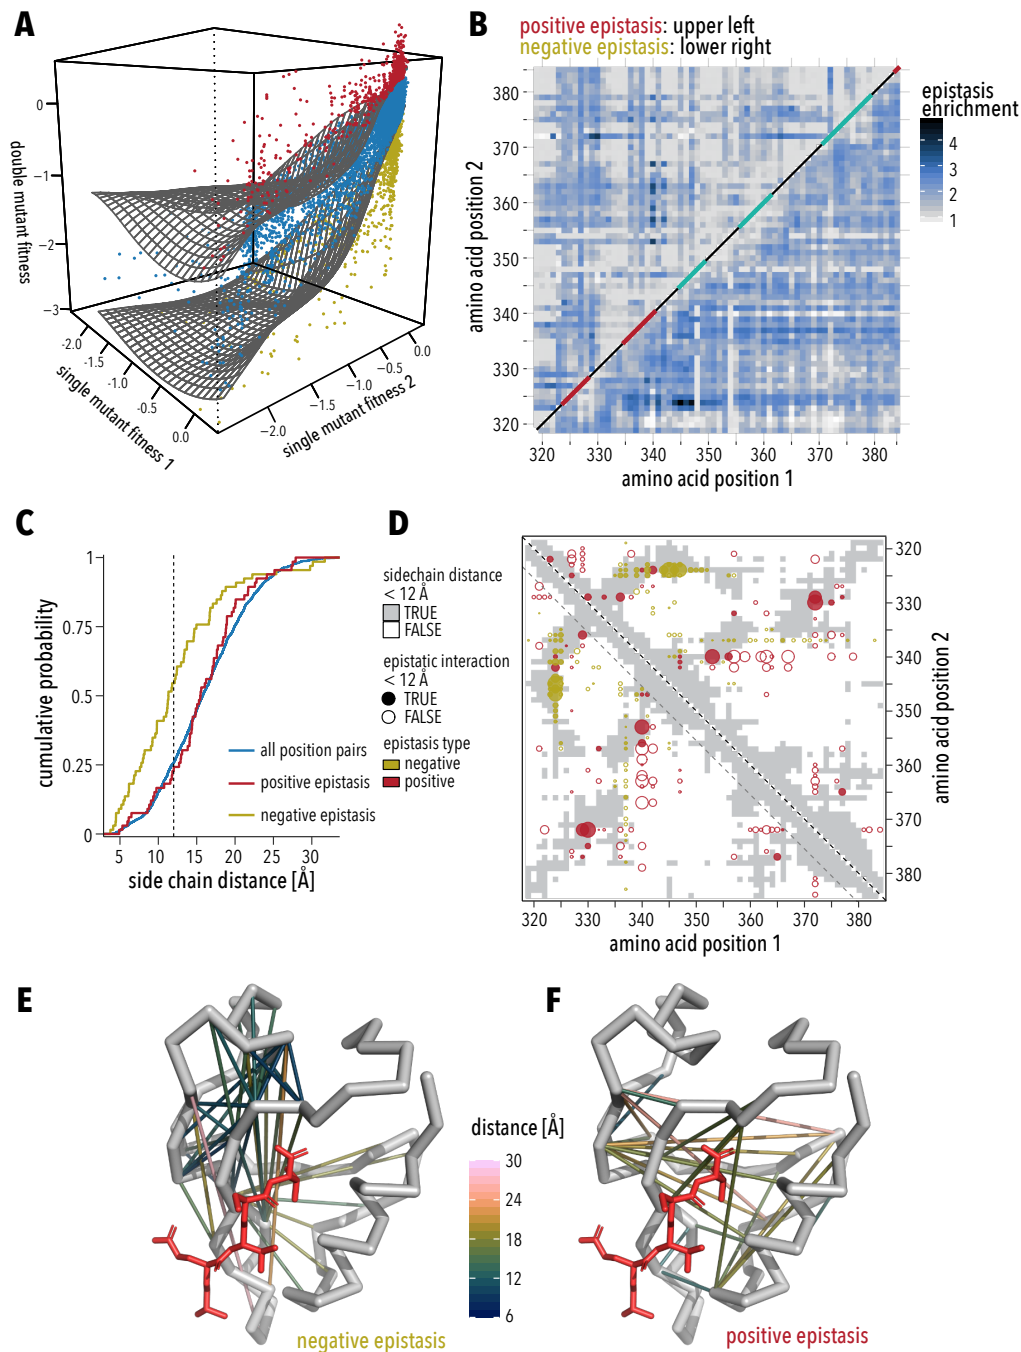 A
0
−1
−2
−3
double mutant fitness
-2.0
-1.5
-1.0
-0.5
0.0
single mutant fitness 1
−2.0
−1.5
−1.0
−0.5
0.0
single mutant fitness 2
B
positive epistasis: upper left
negative epistasis: lower right
380
370
360
350
340
330
320
amino acid position 2
320 330 340 350 360 370 380
amino acid position 1
epistasis
enrichment
4
3
2
1
C
1
0.75
0.5
0.25
0
cumulative probability
5 10 15 20 25 30
side chain distance [Å]
all position pairs
positive epistasis
negative epistasis
D
sidechain distance
< 12 Å
TRUE
FALSE
epistatic interaction
< 12 Å
TRUE
FALSE
epistasis type
negative
positive
320
330
340
350
360
370
380
amino acid position 2
320 330 340 350 360 370 380
amino acid position 1
E
negative epistasis
distance [Å]
30
24
18
12
6
F
positive epistasis